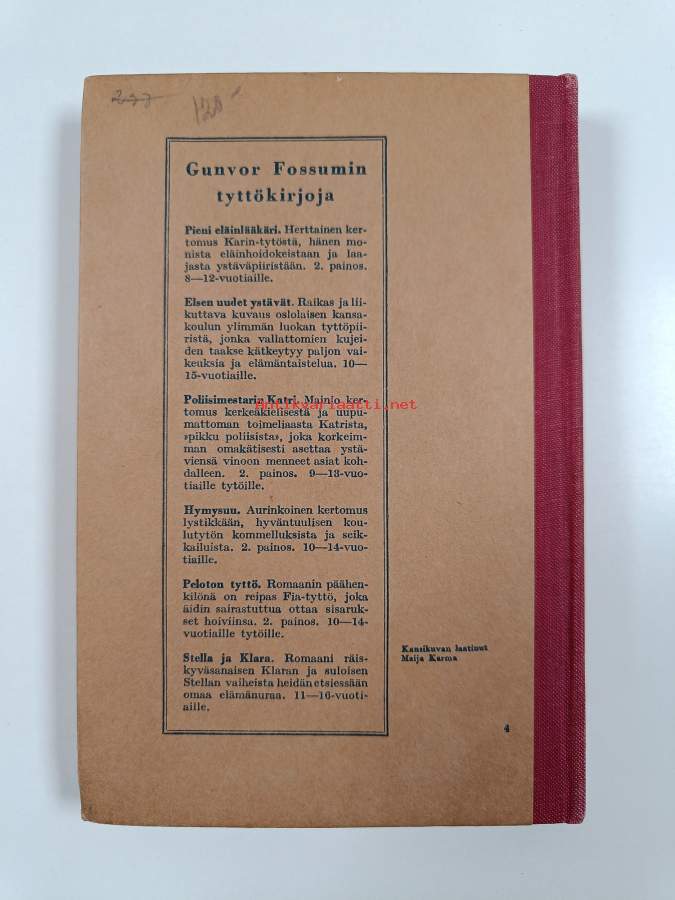 120-
Gunvor Fossumin
tyttökirjoja
Pieni eläinlääkäri. Herttainen ker-
tomus Karin-tytöstä, hänen mo-
nista eläinhoidokeistaan ja laa-
jasta ystäväpiiristään. 2. painos.
8—12-vuotiaille.
Elsen uudet ystävät. Raikas ja lii-
kuttava kuvaus oslolaisen kansa-
koulun ylimmän luokan tyttöpii-
ristä, jonka vallattomien kujei-
den taakse kätkeytyy paljon vai-
keuksia ja elämäntaistelua. 10—
15-vuotiaille.
Poliisimestarin Katri. Mainio ker-
Antikvariaatti.net
tomus kerkeäkielisestä ja uupu-
mattoman toimeliaasta Katrista,
»pikku poliisista», joka korkeim-
man omakätisesti asettaa ystä-
viensä vinoon menneet asiat koh-
dalleen. 2. painos. 9—13-vuo-
tiaille tytöille.
Hymysuu. Aurinkoinen kertomus
lystikkään, hyväntuulisen kou-
lutytön kommelluksista ja seik-
kailuista. 2. painos. 10—14-vuo-
tiaille.
Peloton tyttö. Romaanin päähen-
kilönä on reipas Fia-tyttö, joka
äidin sairastuttua ottaa sisaruk-
set hoiviinsa. 2. painos. 10—14-
vuotiaille tytöille.
Stella ja Klara. Romaani räis-
kyväsanaisen Klaran ja suloisen
Stellan vaiheista heidän etsiessään
omaa elämänuraa. 11—16-vuoti-
aille.
Kansikuvan laatinut
Maija Karma
4